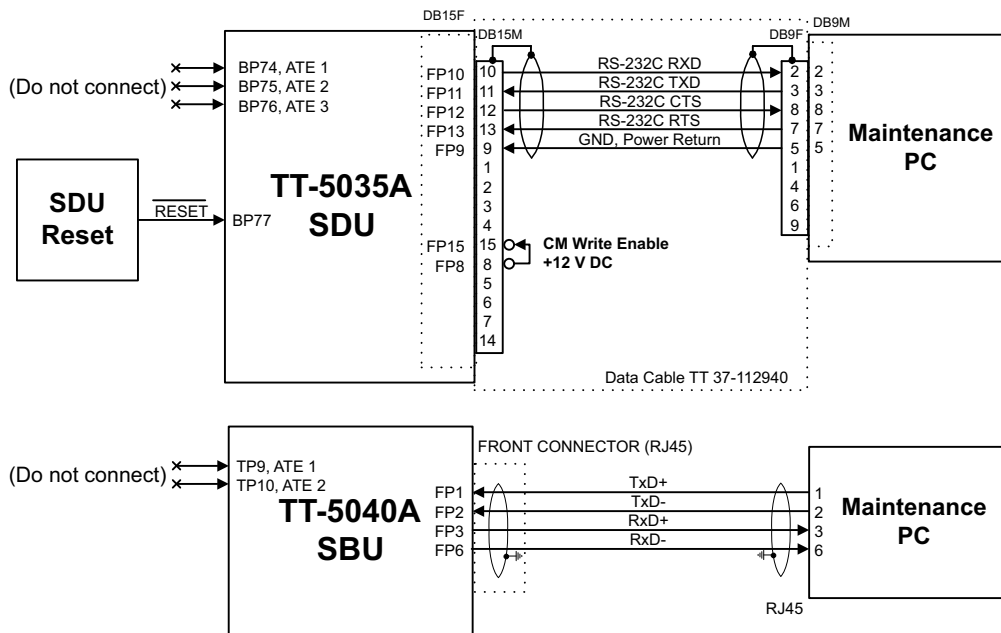 DB15F
DB15M
DB9F
DB9M
(Do not connect)
BP74, ATE 1
BP75, ATE 2
BP76, ATE 3
SDU
Reset
RESET
BP77
TT-5035A
SDU
FP10
FP11
FP12
FP13
FP9
FP15
FP8
10
11
12
13
9
1
2
3
4
15
8
5
6
7
14
RS-232C RXD
RS-232C TXD
RS-232C CTS
RS-232C RTS
GND, Power Return
CM Write Enable
+12 V DC
2
3
8
7
5
1
4
6
9
2
3
8
7
5
Maintenance
PC
Data Cable TT 37-112940
(Do not connect)
TP9, ATE 1
TP10, ATE 2
TT-5040A
SBU
FRONT CONNECTOR (RJ45)
FP1
FP2
FP3
FP6
TxD+
TxD-
RxD+
RxD-
1
2
3
6
RJ45
Maintenance
PC